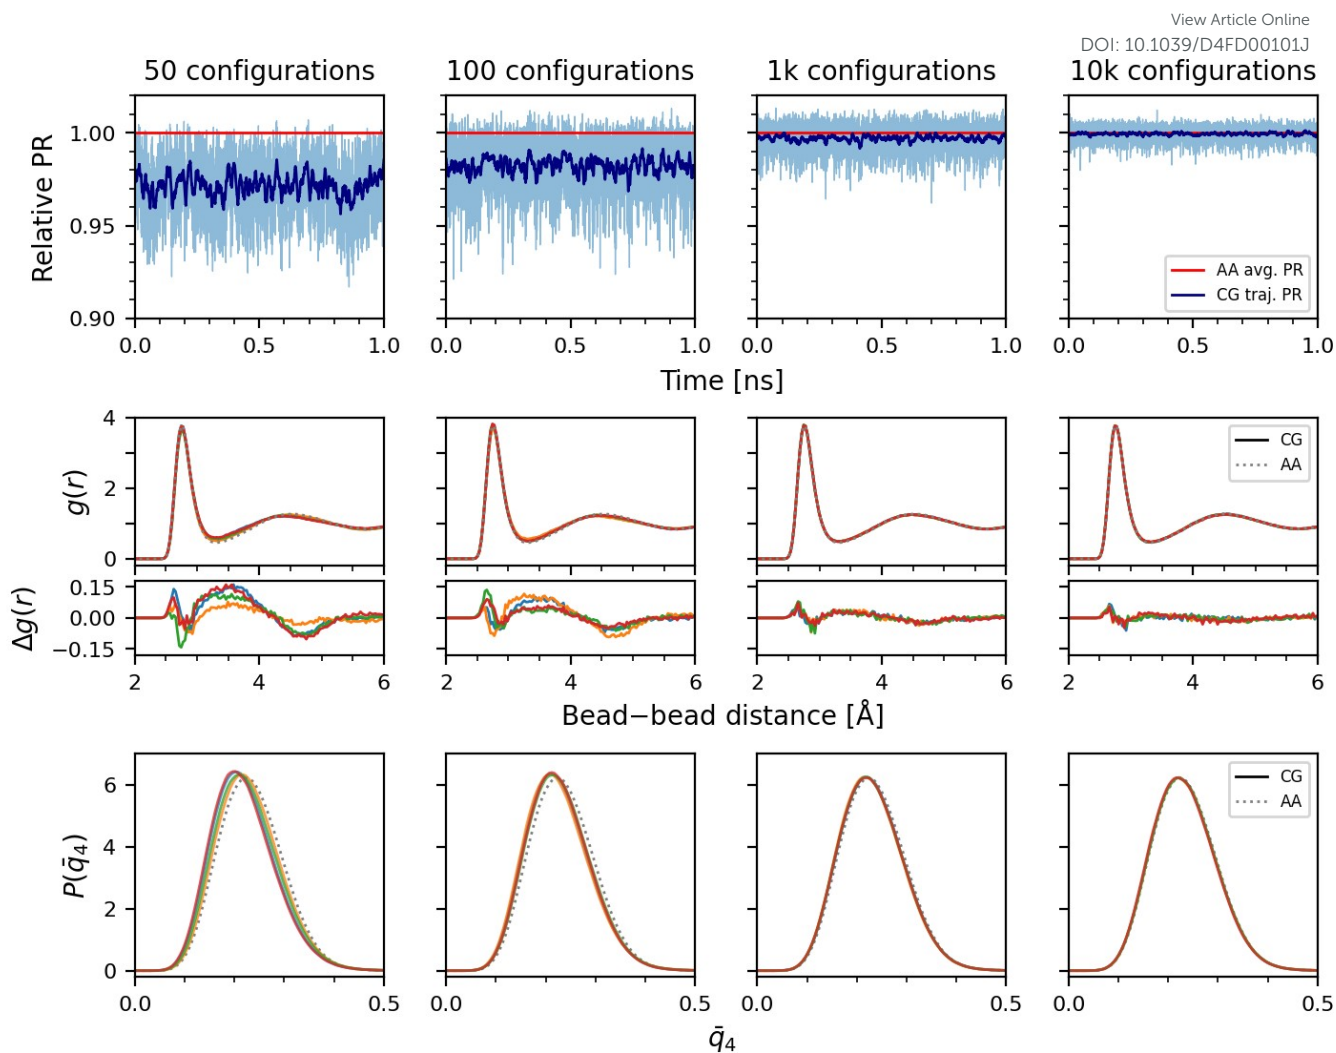 View Article Online
DOI: 10.1039/D4FD00101J
50 configurations 100 configurations 1k configurations 10k configurations
Relative PR
1.00
0.95
0.90
AA avg. PR
CG traj. PR
0.0 0.5 1.0 0.0 0.5 1.0 0.0 0.5 1.0 0.0 0.5 1.0
Time [ns]
g(r)
4
2
0
CG
AA
Δg(r)
0.15
0.00
−0.15
2 4 6 2 4 6 2 4 6 2 4 6
Bead−bead distance [Å]
P(q̄₄)
6
4
2
0
CG
AA
0.0 0.5 0.0 0.5 0.0 0.5 0.0 0.5
q̄₄